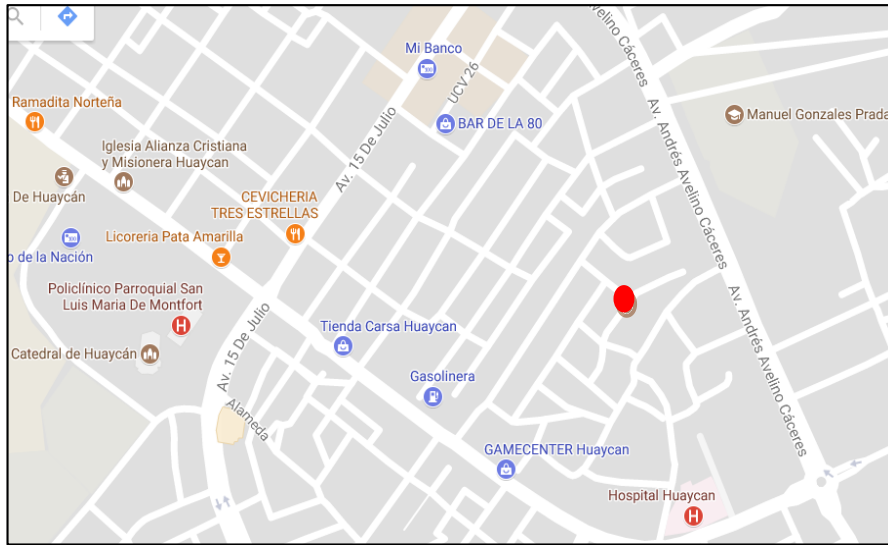 Mi Banco
UCV 26
Avelino Cáceres
Ramadita Norteña
BAR DE LA 80
Av. Andrés Avelino Cáceres
Manuel Gonzales Prada
Iglesia Alianza Cristiana
y Misionera Huaycan
Av. 15 De Julio
De Huaycán
CEVICHERIA
TRES ESTRELLAS
Licoreria Pata Amarilla
o de la Nación
Policlínico Parroquial San
Luis Maria De Montfort
H
Av. 15 De Julio
Tienda Carsa Huaycan
Av. Andrés Avelino Cáceres
Catedral de Huaycán
Gasolinera
Alameda
GAMECENTER Huaycan
Hospital Huaycan
H